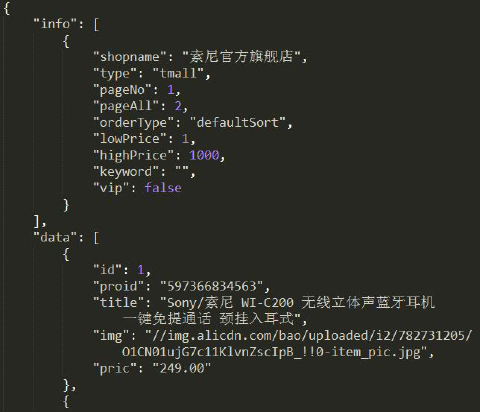 {
"info": [
{
"shopname": "索尼官方旗舰店",
"type": "tmall",
"pageNo": 1,
"pageAll": 2,
"orderType": "defaultSort",
"lowPrice": 1,
"highPrice": 1000,
"keyword": "",
"vip": false
}
],
"data": [
{
"id": 1,
"proid": "597366834563",
"title": "Sony/索尼 WI-C200 无线立体声蓝牙耳机
一键免提通话 颈挂入耳式",
"img": "//img.alicdn.com/bao/uploaded/i2/782731205/
O1CN01ujG7c11KlvnZscIpB_!!0-item_pic.jpg",
"pric": "249.00"
},
{